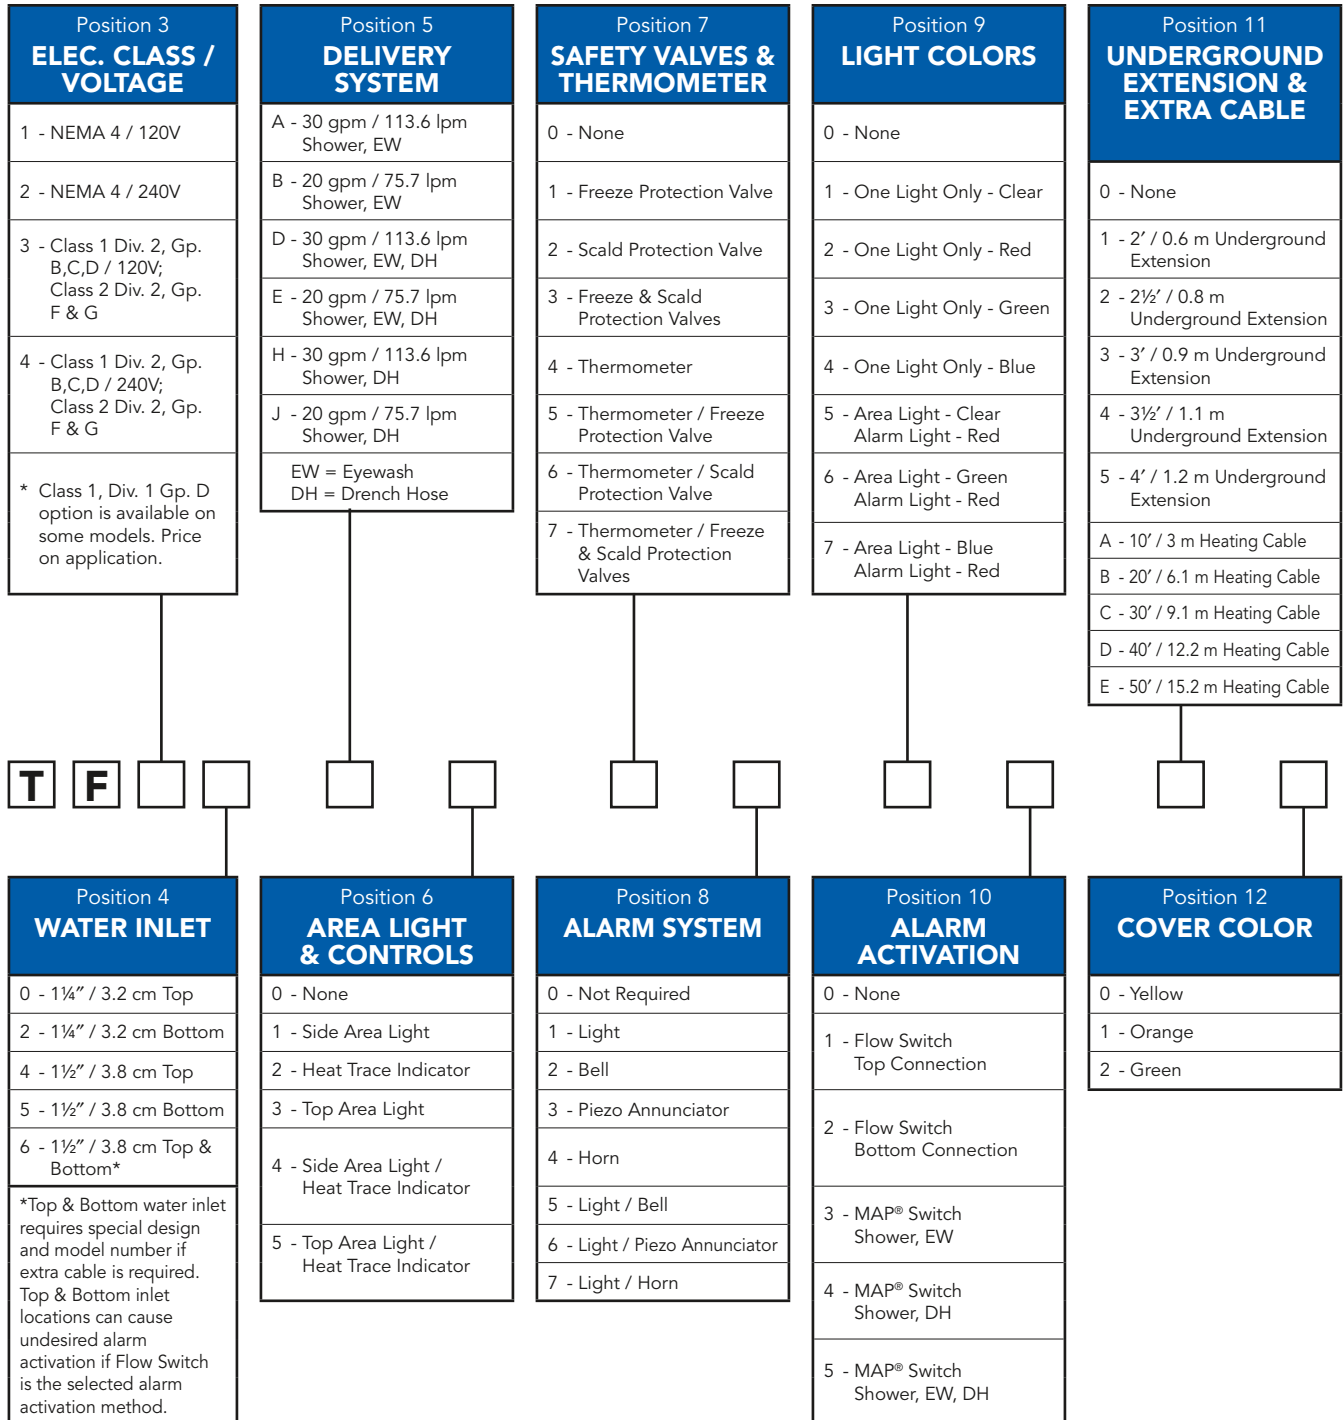 Position 3
ELEC. CLASS /
VOLTAGE
1 - NEMA 4 / 120V
2 - NEMA 4 / 240V
3 - Class 1 Div. 2, Gp.
B,C,D / 120V;
Class 2 Div. 2, Gp.
F & G
4 - Class 1 Div. 2, Gp.
B,C,D / 240V;
Class 2 Div. 2, Gp.
F & G
* Class 1, Div. 1 Gp. D
option is available on
some models. Price
on application.
Position 5
DELIVERY
SYSTEM
A - 30 gpm / 113.6 lpm
Shower, EW
B - 20 gpm / 75.7 lpm
Shower, EW
D - 30 gpm / 113.6 lpm
Shower, EW, DH
E - 20 gpm / 75.7 lpm
Shower, EW, DH
H - 30 gpm / 113.6 lpm
Shower, DH
J - 20 gpm / 75.7 lpm
Shower, DH
EW = Eyewash
DH = Drench Hose
Position 7
SAFETY VALVES &
THERMOMETER
0 - None
1 - Freeze Protection Valve
2 - Scald Protection Valve
3 - Freeze & Scald
Protection Valves
4 - Thermometer
5 - Thermometer / Freeze
Protection Valve
6 - Thermometer / Scald
Protection Valve
7 - Thermometer / Freeze
& Scald Protection
Valves
Position 9
LIGHT COLORS
0 - None
1 - One Light Only - Clear
2 - One Light Only - Red
3 - One Light Only - Green
4 - One Light Only - Blue
5 - Area Light - Clear
Alarm Light - Red
6 - Area Light - Green
Alarm Light - Red
7 - Area Light - Blue
Alarm Light - Red
Position 11
UNDERGROUND
EXTENSION &
EXTRA CABLE
0 - None
1 - 2′ / 0.6 m Underground
Extension
2 - 2½′ / 0.8 m
Underground Extension
3 - 3′ / 0.9 m Underground
Extension
4 - 3½′ / 1.1 m
Underground Extension
5 - 4′ / 1.2 m Underground
Extension
A - 10′ / 3 m Heating Cable
B - 20′ / 6.1 m Heating Cable
C - 30′ / 9.1 m Heating Cable
D - 40′ / 12.2 m Heating Cable
E - 50′ / 15.2 m Heating Cable
T F
Position 4
WATER INLET
0 - 1¼″ / 3.2 cm Top
2 - 1¼″ / 3.2 cm Bottom
4 - 1½″ / 3.8 cm Top
5 - 1½″ / 3.8 cm Bottom
6 - 1½″ / 3.8 cm Top &
Bottom*
*Top & Bottom water inlet
requires special design
and model number if
extra cable is required.
Top & Bottom inlet
locations can cause
undesired alarm
activation if Flow Switch
is the selected alarm
activation method.
Position 6
AREA LIGHT
& CONTROLS
0 - None
1 - Side Area Light
2 - Heat Trace Indicator
3 - Top Area Light
4 - Side Area Light /
Heat Trace Indicator
5 - Top Area Light /
Heat Trace Indicator
Position 8
ALARM SYSTEM
0 - Not Required
1 - Light
2 - Bell
3 - Piezo Annunciator
4 - Horn
5 - Light / Bell
6 - Light / Piezo Annunciator
7 - Light / Horn
Position 10
ALARM
ACTIVATION
0 - None
1 - Flow Switch
Top Connection
2 - Flow Switch
Bottom Connection
3 - MAP® Switch
Shower, EW
4 - MAP® Switch
Shower, DH
5 - MAP® Switch
Shower, EW, DH
Position 12
COVER COLOR
0 - Yellow
1 - Orange
2 - Green